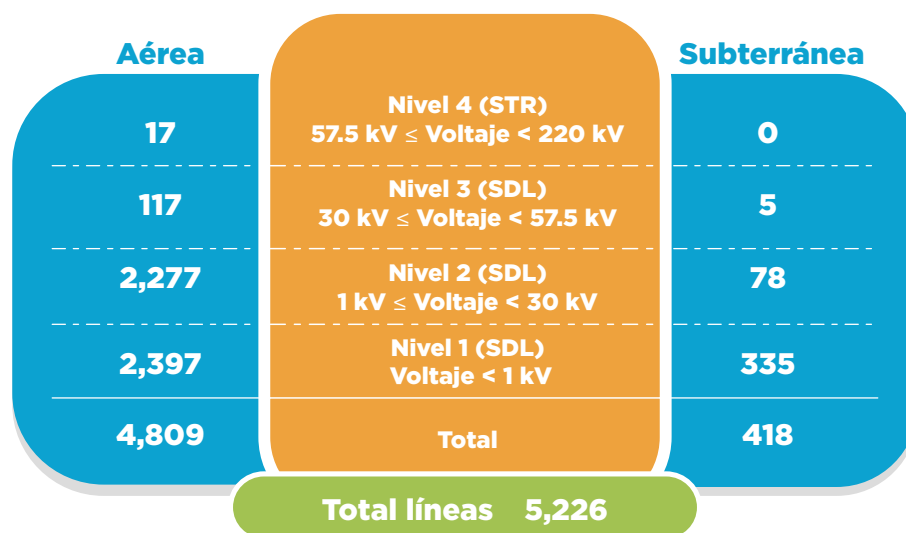 Aérea
Subterránea
17
Nivel 4 (STR)
57.5 kV ≤ Voltaje < 220 kV
0
117
Nivel 3 (SDL)
30 kV ≤ Voltaje < 57.5 kV
5
2,277
Nivel 2 (SDL)
1 kV ≤ Voltaje < 30 kV
78
2,397
Nivel 1 (SDL)
Voltaje < 1 kV
335
4,809
Total
418
Total líneas 5,226